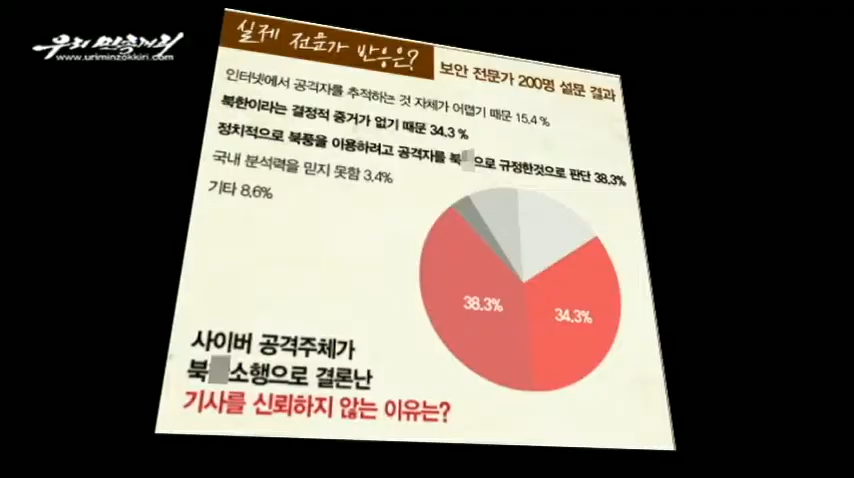 우리민족끼리
www.uriminzokkiri.com
실제 전문가 반응은?
보안 전문가 200명 설문 결과
인터넷에서 공격자를 추적하는 것 자체가 어렵기 때문 15.4 %
북한이라는 결정적 증거가 없기 때문 34.3 %
정치적으로 북풍을 이용하려고 공격자를 북 으로 규정한것으로 판단 38.3%
국내 분석력을 믿지 못함 3.4%
기타 8.6%
38.3%
34.3%
사이버 공격주체가
북 소행으로 결론난
기사를 신뢰하지 않는 이유는?